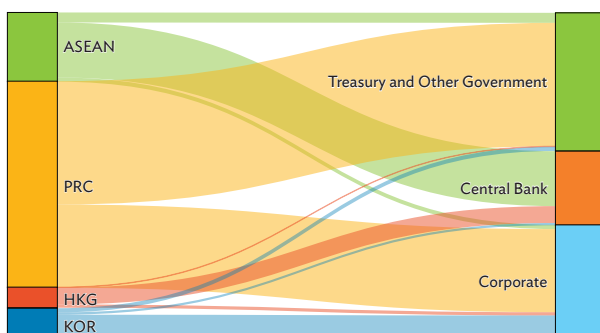 ASEAN
Treasury and Other Government
PRC
Central Bank
Corporate
HKG
KOR